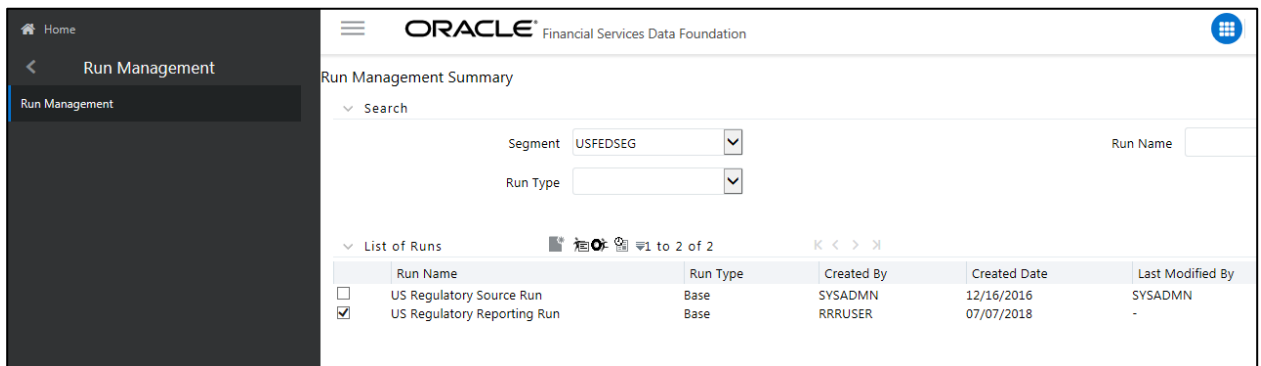 Home
ORACLE® Financial Services Data Foundation
Run Management
Run Management Summary
Run Management
Search
Segment USFEDSEG Run Name
Run Type
List of Runs 1 to 2 of 2
Run Name Run Type Created By Created Date Last Modified By
US Regulatory Source Run Base SYSADMN 12/16/2016 SYSADMN
US Regulatory Reporting Run Base RRRUSER 07/07/2018 -